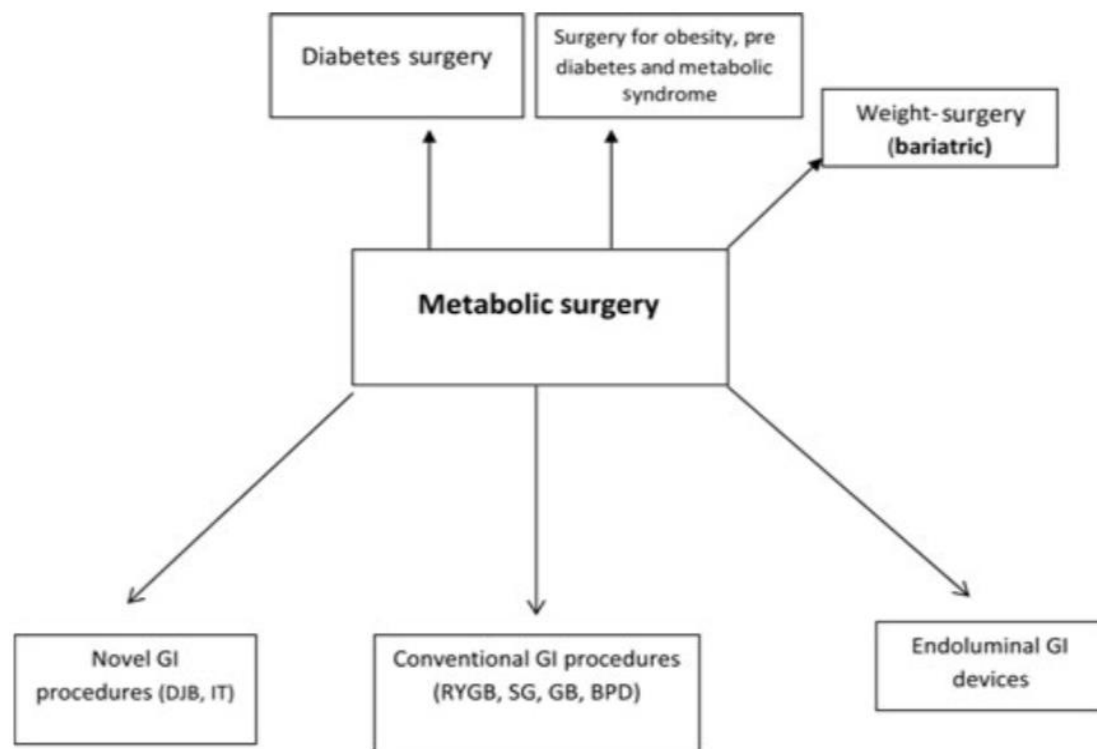 Diabetes surgery
Surgery for obesity, pre
diabetes and metabolic
syndrome
Weight-surgery
(bariatric)
Metabolic surgery
Novel GI
procedures (DJB, IT)
Conventional GI procedures
(RYGB, SG, GB, BPD)
Endoluminal GI
devices